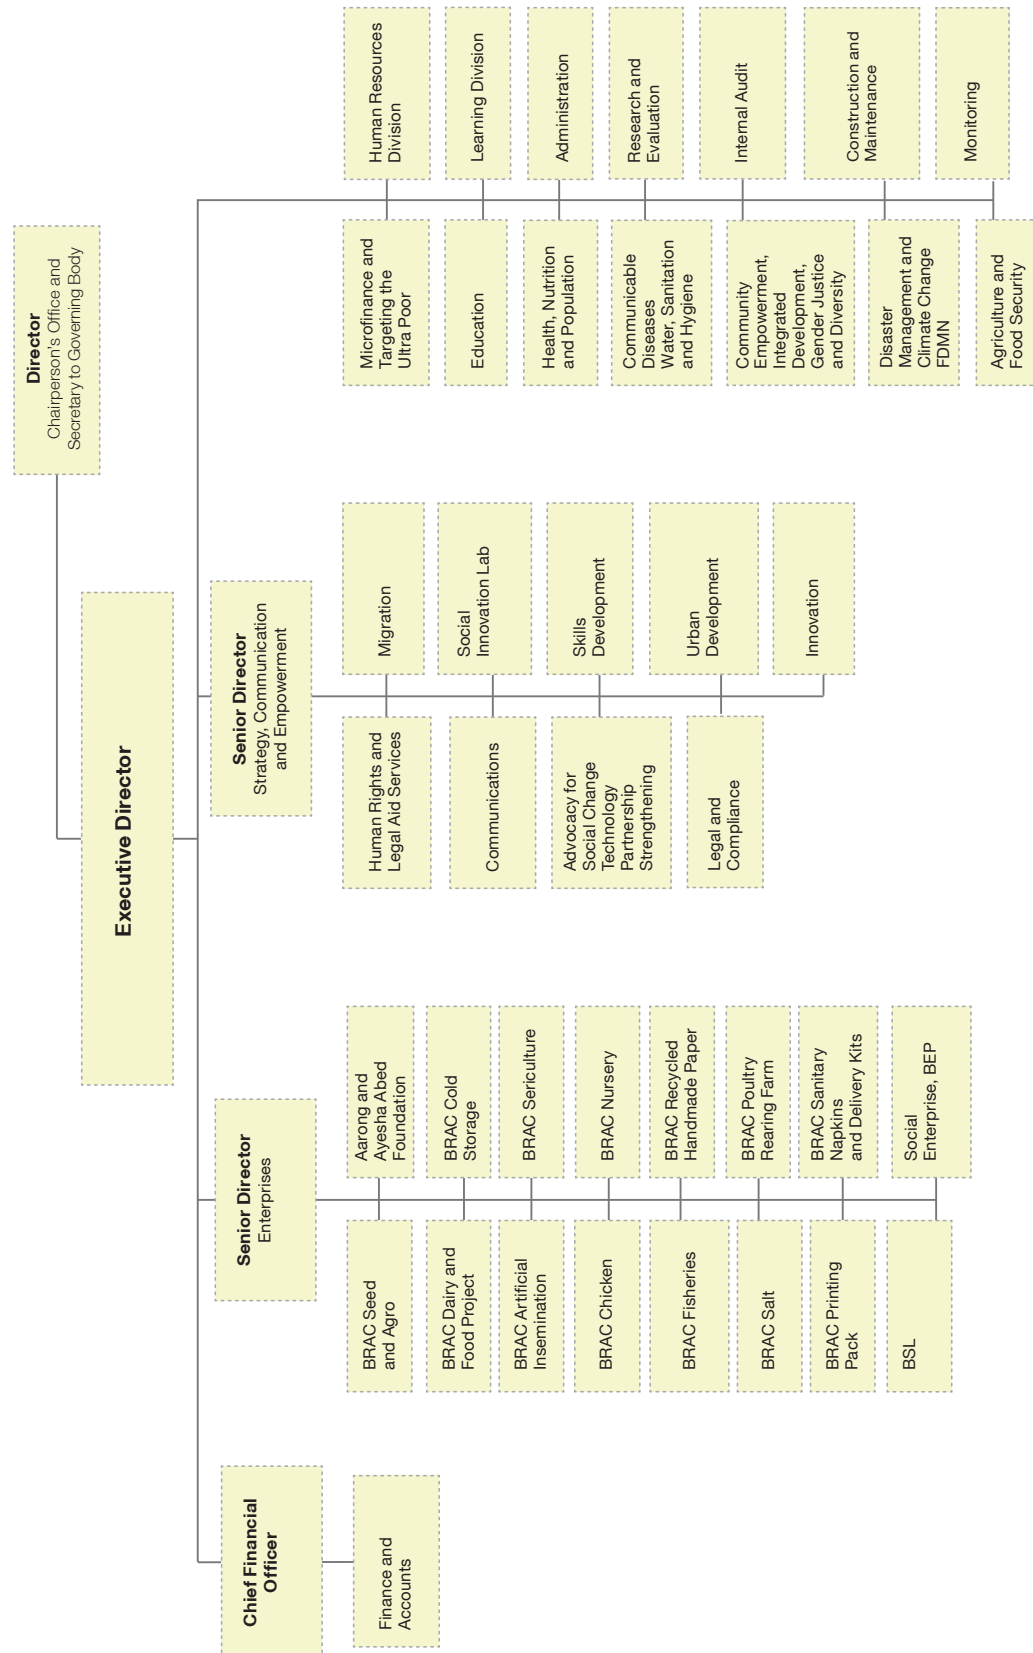 Director
Chairperson's Office and
Secretary to Governing Body
Executive Director
Chief Financial
Officer
Finance and
Accounts
Senior Director
Enterprises
BRAC Seed
and Agro
Aarong and
Ayesha Abed
Foundation
BRAC Dairy and
Food Project
BRAC Cold
Storage
BRAC Artificial
Insemination
BRAC Sericulture
BRAC Chicken
BRAC Nursery
BRAC Fisheries
BRAC Recycled
Handmade Paper
BRAC Salt
BRAC Poultry
Rearing Farm
BRAC Printing
Pack
BRAC Sanitary
Napkins
and Delivery Kits
BSL
Social
Enterprise, BEP
Senior Director
Strategy, Communication
and Empowerment
Human Rights and
Legal Aid Services
Migration
Communications
Social
Innovation Lab
Advocacy for
Social Change
Technology
Partnership
Strengthening
Skills
Development
Legal and
Compliance
Urban
Development
Innovation
Microfinance and
Targeting the
Ultra Poor
Human Resources
Division
Education
Learning Division
Health, Nutrition
and Population
Administration
Communicable
Diseases
Water, Sanitation
and Hygiene
Research and
Evaluation
Community
Empowerment,
Integrated
Development,
Gender Justice
and Diversity
Internal Audit
Disaster
Management and
Climate Change
FDMN
Construction and
Maintenance
Agriculture and
Food Security
Monitoring